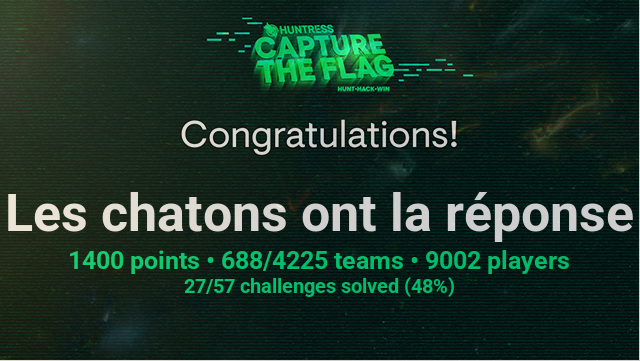 HUNTRESS
CAPTURE
THE FLAG
HUNT•HACK•WIN
Congratulations!
Les chatons ont la réponse
1400 points • 688/4225 teams • 9002 players
27/57 challenges solved (48%)